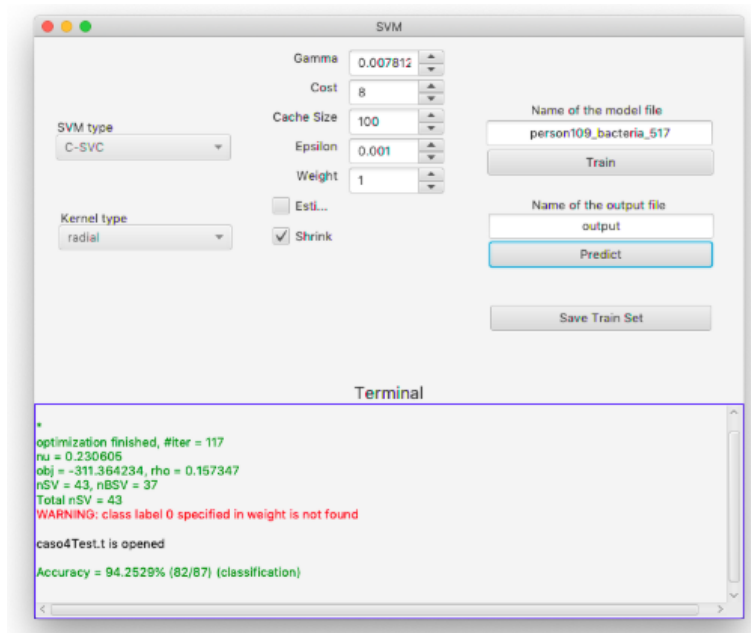 SVM
Gamma 0.007812
Cost 8
Cache Size 100
Epsilon 0.001
Weight 1
Esti...
Shrink
SVM type
C-SVC
Kernel type
radial
Name of the model file
person109_bacteria_517
Train
Name of the output file
output
Predict
Save Train Set
Terminal
*
optimization finished, #iter = 117
nu = 0.230605
obj = -311.364234, rho = 0.157347
nSV = 43, nBSV = 37
Total nSV = 43
WARNING: class label 0 specified in weight is not found
caso4Test.t is opened
Accuracy = 94.2529% (82/87) (classification)